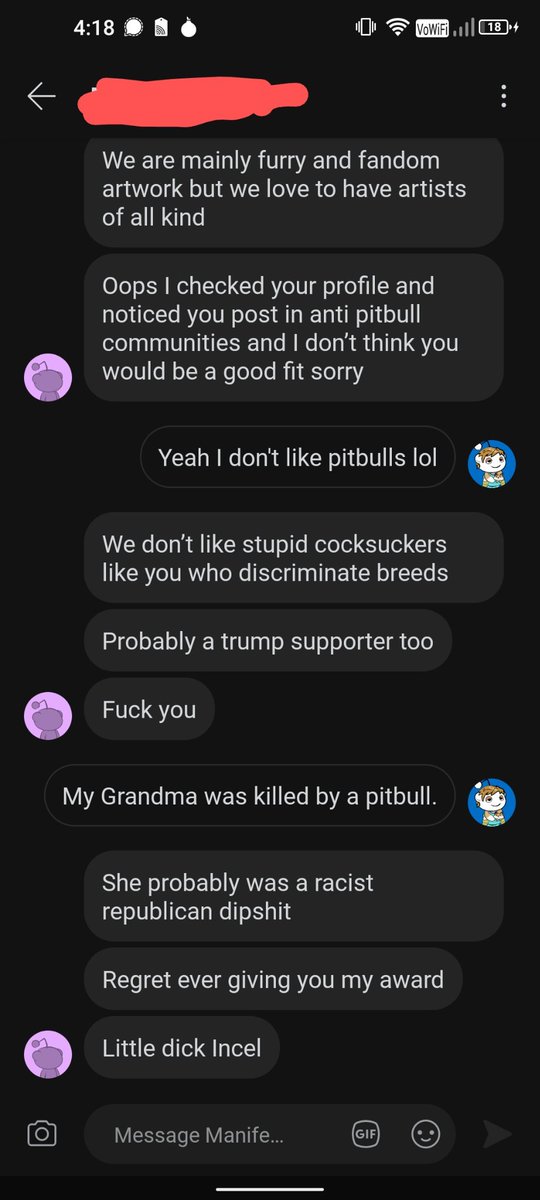 4:18
VoWiFi
18
We are mainly furry and fandom
artwork but we love to have artists
of all kind
Oops I checked your profile and
noticed you post in anti pitbull
communities and I don’t think you
would be a good fit sorry
Yeah I don't like pitbulls lol
We don’t like stupid cocksuckers
like you who discriminate breeds
Probably a trump supporter too
Fuck you
My Grandma was killed by a pitbull.
She probably was a racist
republican dipshit
Regret ever giving you my award
Little dick Incel
Message Manife...
GIF